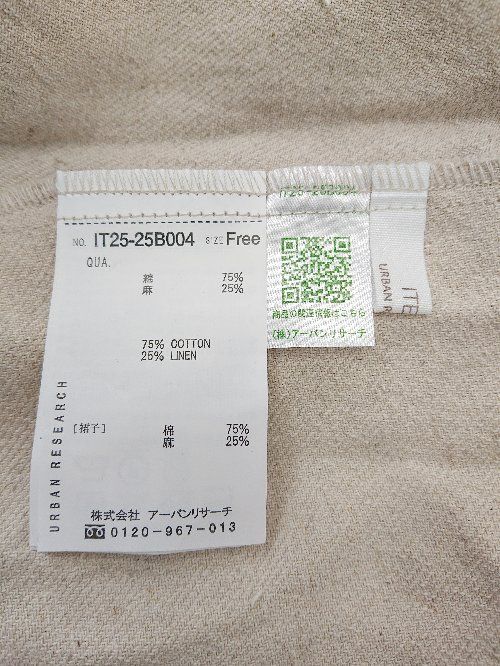 NO. IT25-25B004 SIZE Free
QUA.
綿 75%
麻 25%
75% COTTON
25% LINEN
[裙子] 棉 75%
麻 25%
URBAN RESEARCH
株式会社 アーバンリサーチ
0120-967-013
商品の関連情報はこちら
(株)アーバンリサーチ
ITE
URBAN R